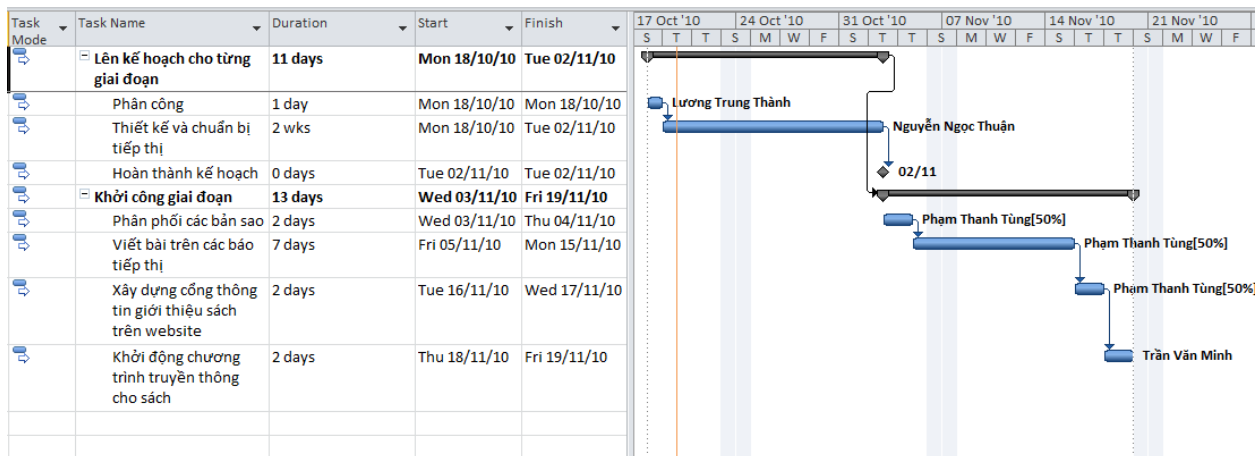 Task Mode Task Name Duration Start Finish 17 Oct '10 24 Oct '10 31 Oct '10 07 Nov '10 14 Nov '10 21 Nov '10
S T T S M W F S T T S M W F S T T S M W F
Lên kế hoạch cho từng giai đoạn 11 days Mon 18/10/10 Tue 02/11/10
Phân công 1 day Mon 18/10/10 Mon 18/10/10 Lương Trung Thành
Thiết kế và chuẩn bị tiếp thị 2 wks Mon 18/10/10 Tue 02/11/10 Nguyễn Ngọc Thuận
Hoàn thành kế hoạch 0 days Tue 02/11/10 Tue 02/11/10 02/11
Khởi công giai đoạn 13 days Wed 03/11/10 Fri 19/11/10
Phân phối các bản sao 2 days Wed 03/11/10 Thu 04/11/10 Phạm Thanh Tùng[50%]
Viết bài trên các báo tiếp thị 7 days Fri 05/11/10 Mon 15/11/10 Phạm Thanh Tùng[50%]
Xây dựng cổng thông tin giới thiệu sách trên website 2 days Tue 16/11/10 Wed 17/11/10 Phạm Thanh Tùng[50%]
Khởi động chương trình truyền thông cho sách 2 days Thu 18/11/10 Fri 19/11/10 Trần Văn Minh